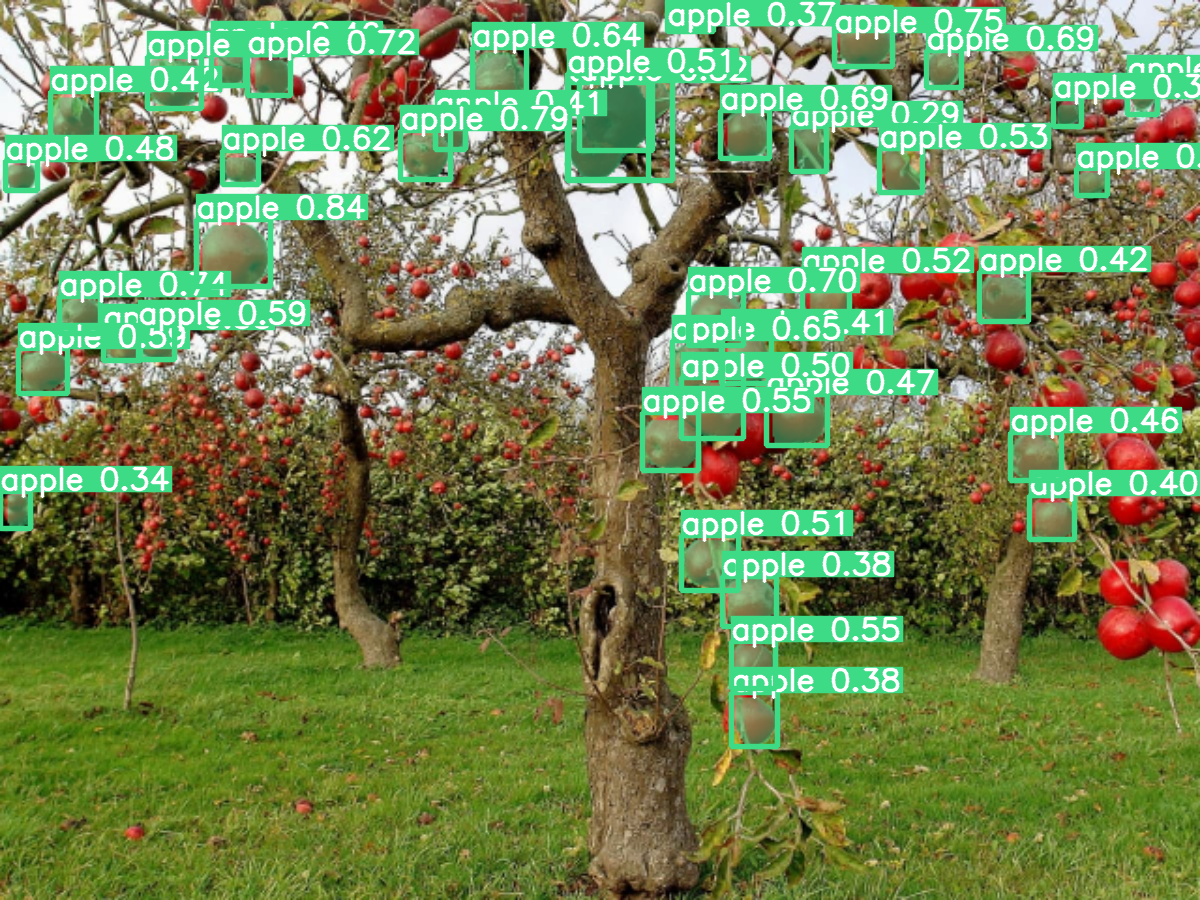 apple 0.37
apple 0.75
apple
apple 0.72
apple 0.64
apple 0.69
apple 0.51
apple 0.42
apple
apple 0.3
0.41
apple 0.79
apple 0.69
apple 0.29
apple 0.53
apple 0.62
apple 0.48
apple 0.
apple 0.84
apple 0.52
apple 0.42
apple 0.74
apple 0.70
apple 0.59
apple 0.65
.41
apple 0.59
apple 0.50
apple 0.47
apple 0.55
apple 0.46
apple 0.34
apple 0.40
apple 0.51
apple 0.38
apple 0.55
apple 0.38